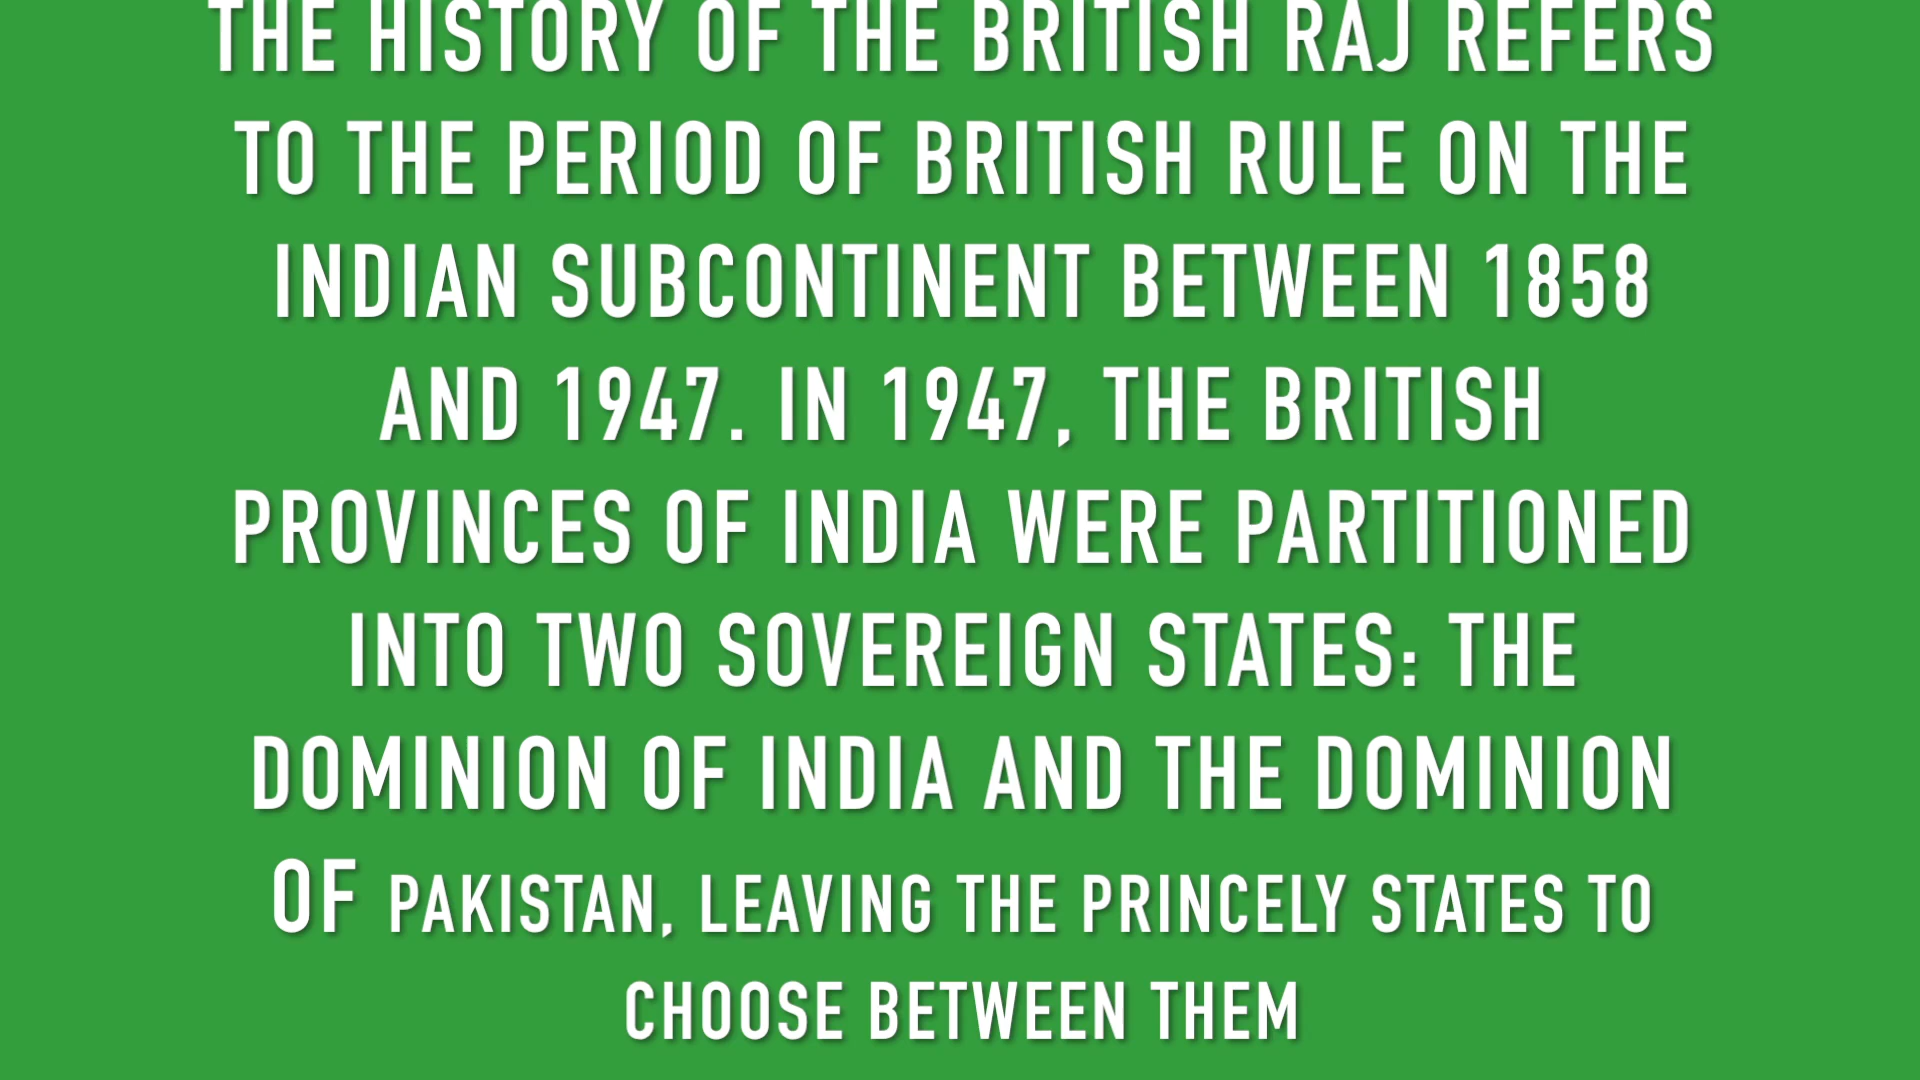 THE HISTORY OF THE BRITISH RAJ REFERS
TO THE PERIOD OF BRITISH RULE ON THE
INDIAN SUBCONTINENT BETWEEN 1858
AND 1947. IN 1947, THE BRITISH
PROVINCES OF INDIA WERE PARTITIONED
INTO TWO SOVEREIGN STATES: THE
DOMINION OF INDIA AND THE DOMINION
OF PAKISTAN, LEAVING THE PRINCELY STATES TO
CHOOSE BETWEEN THEM